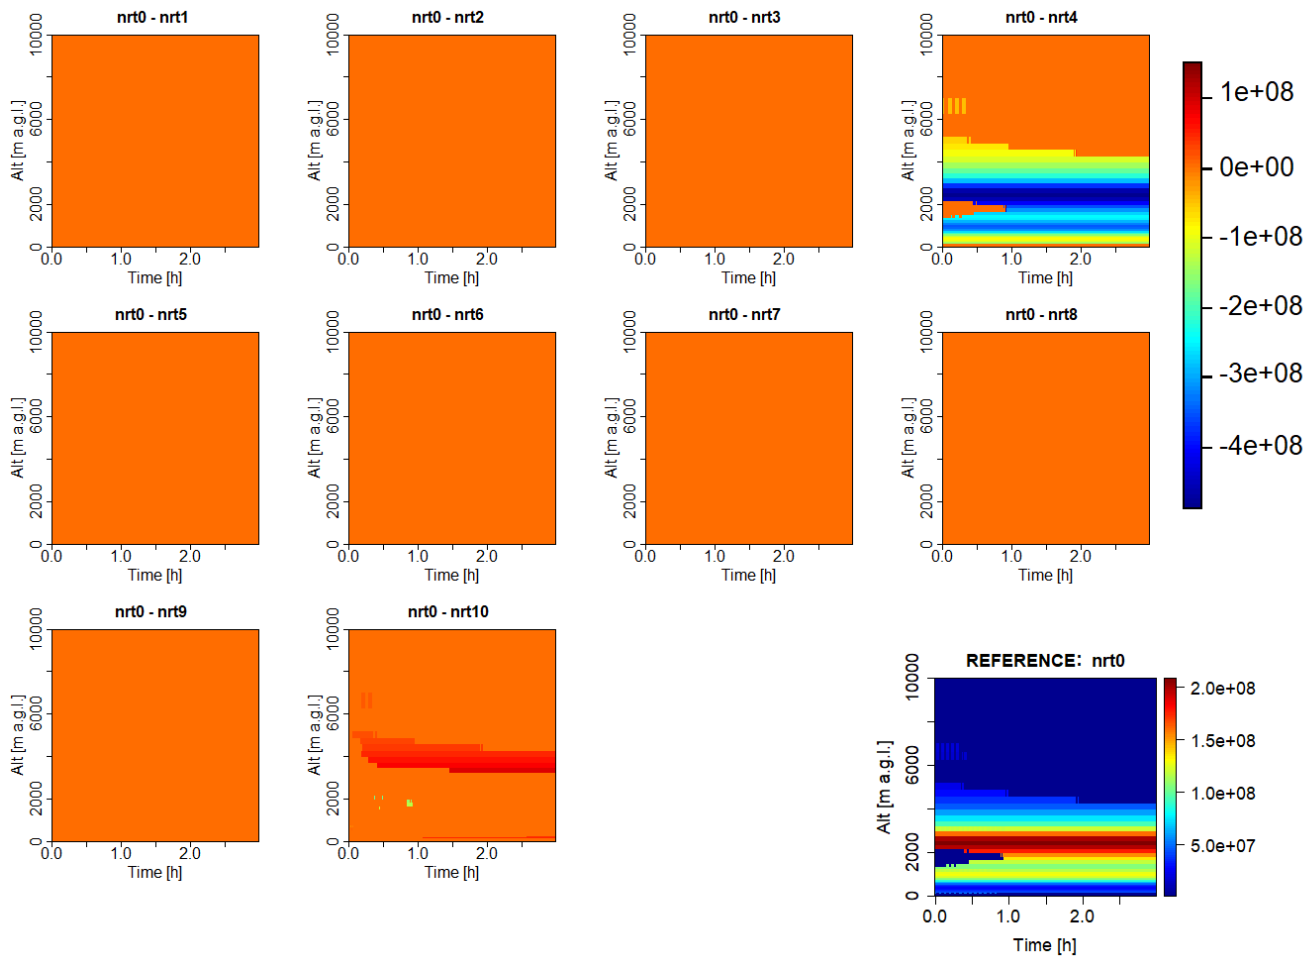 nrt0 - nrt1
nrt0 - nrt2
nrt0 - nrt3
nrt0 - nrt4
Alt [m a.g.l.]
0 2000 6000 10000
0.0 1.0 2.0
Time [h]
Alt [m a.g.l.]
0 2000 6000 10000
0.0 1.0 2.0
Time [h]
Alt [m a.g.l.]
0 2000 6000 10000
0.0 1.0 2.0
Time [h]
Alt [m a.g.l.]
0 2000 6000 10000
0.0 1.0 2.0
Time [h]
1e+08
0e+00
-1e+08
-2e+08
-3e+08
-4e+08
nrt0 - nrt5
nrt0 - nrt6
nrt0 - nrt7
nrt0 - nrt8
Alt [m a.g.l.]
0 2000 6000 10000
0.0 1.0 2.0
Time [h]
Alt [m a.g.l.]
0 2000 6000 10000
0.0 1.0 2.0
Time [h]
Alt [m a.g.l.]
0 2000 6000 10000
0.0 1.0 2.0
Time [h]
Alt [m a.g.l.]
0 2000 6000 10000
0.0 1.0 2.0
Time [h]
nrt0 - nrt9
nrt0 - nrt10
Alt [m a.g.l.]
0 2000 6000 10000
0.0 1.0 2.0
Time [h]
Alt [m a.g.l.]
0 2000 6000 10000
0.0 1.0 2.0
Time [h]
REFERENCE: nrt0
Alt [m a.g.l.]
0 2000 6000 10000
0.0 1.0 2.0
Time [h]
2.0e+08
1.5e+08
1.0e+08
5.0e+07